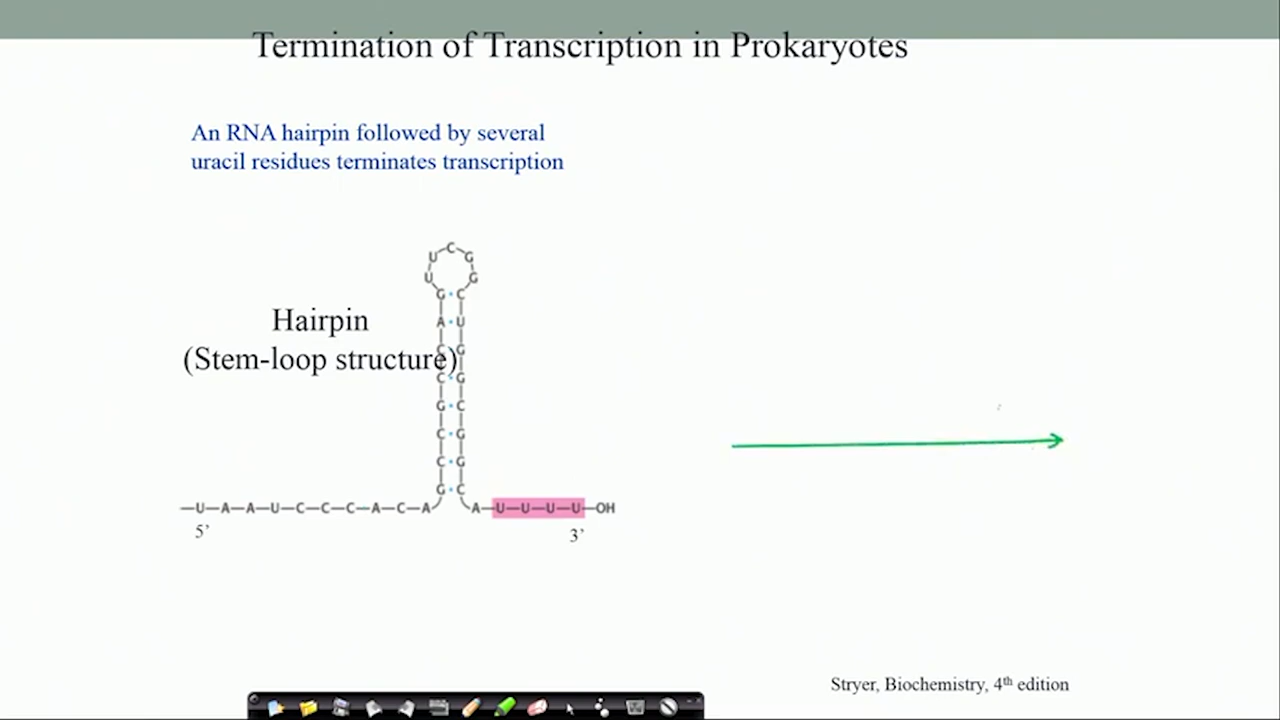 Termination of Transcription in Prokaryotes
An RNA hairpin followed by several
uracil residues terminates transcription
Hairpin
(Stem-loop structure)
C
U G
U G
G C
A U
G
C G
G C
C G
C G
G C
U-A-A-U-C-C-C-A-C-A
A-U-U-U-U-OH
5'
3'
Stryer, Biochemistry, 4th edition